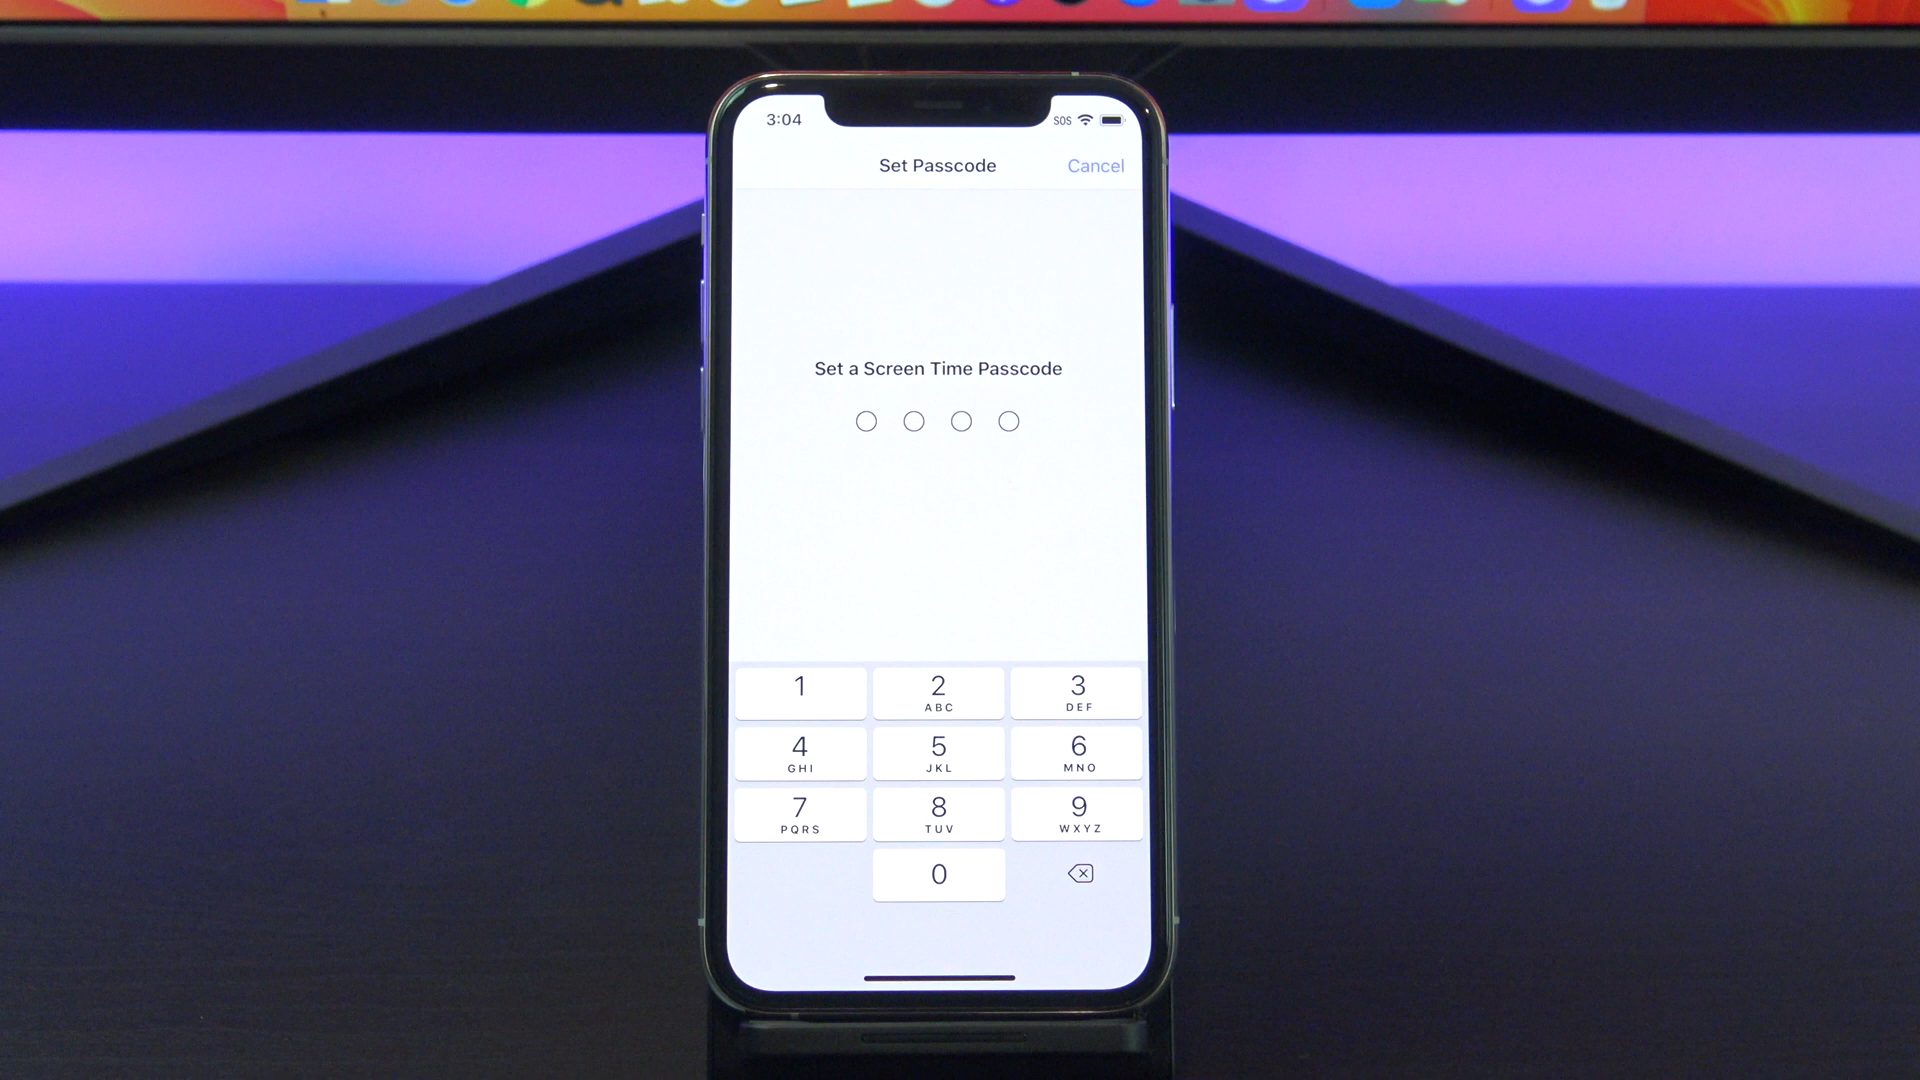 3:04
SOS
Set Passcode
Cancel
Set a Screen Time Passcode
1 2 3
ABC DEF
4 5 6
GHI JKL MNO
7 8 9
PQRS TUV WXYZ
0